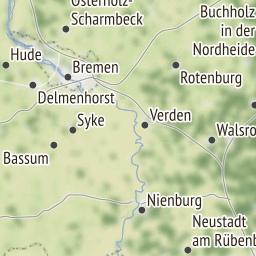 Osterholz-
Scharmbeck
Buchholz
in der
Nordheide
Hude
Bremen
Rotenburg
Delmenhorst
Syke
Verden
Walsro
Bassum
Nienburg
Neustadt
am Rübenb